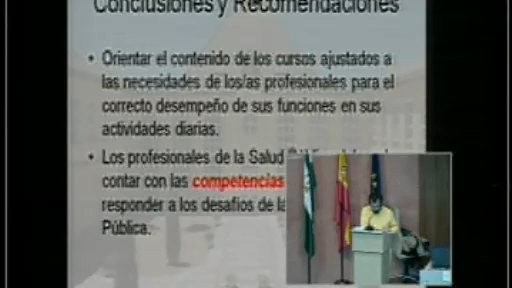 Conclusiones y Recomendaciones
• Orientar el contenido de los cursos ajustados a
las necesidades de los/as profesionales para el
correcto desempeño de sus funciones en sus
actividades diarias.
• Los profesionales de la Salud
contar con las competencias
responder a los desafíos de la
Pública.